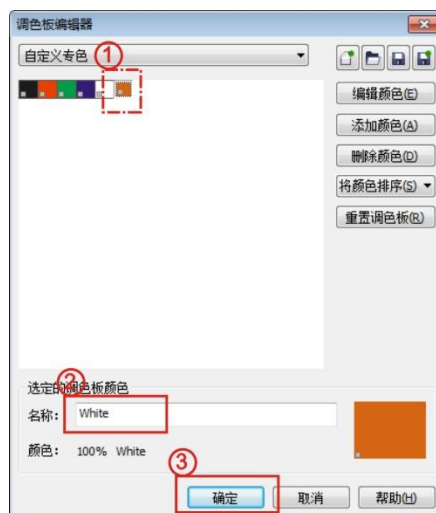 调色板编辑器
自定义专色 ①
编辑颜色(E)
添加颜色(A)
删除颜色(D)
将颜色排序(S)
重置调色板(R)
选定的调色板颜色
②
名称: White
颜色: 100% White
③
确定 取消 帮助(H)